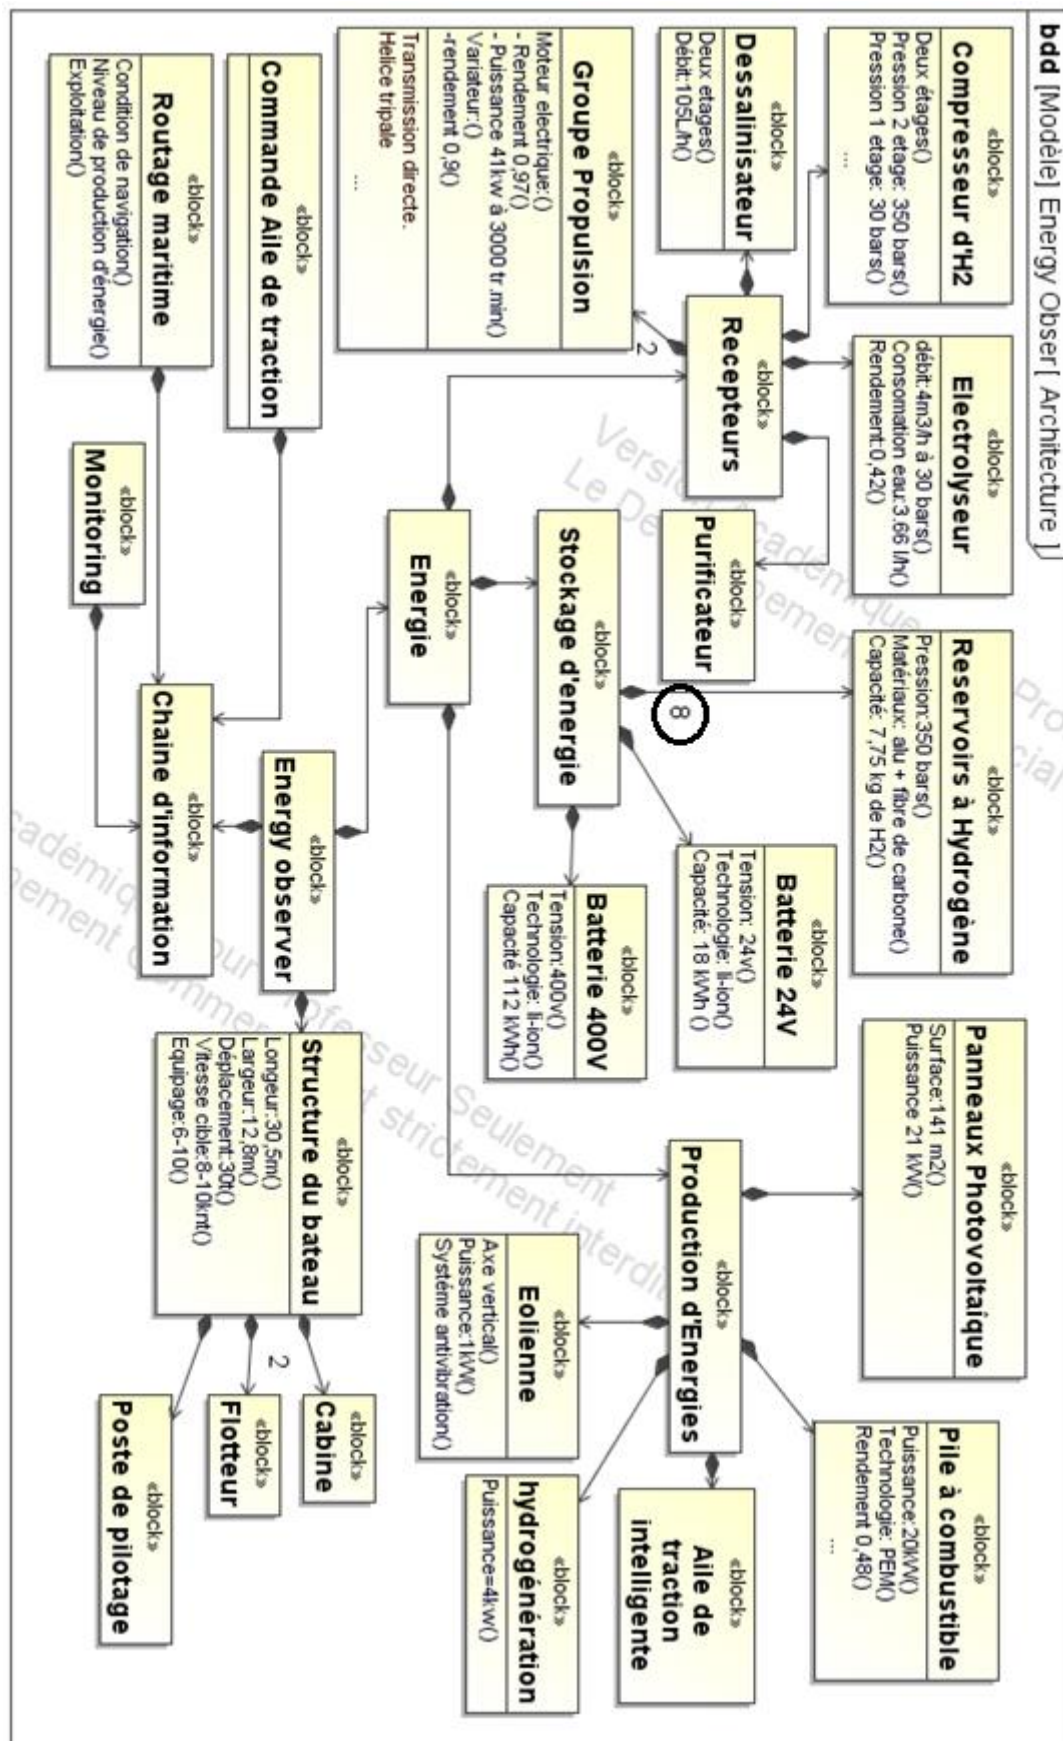 bdd [Modèle] Energy Obser[ Architecture ]
«block»
Compresseur d'H2
Deux étages()
Pression 2 etage: 350 bars()
Pression 1 etage: 30 bars()
...
«block»
Electrolyseur
débit:4m3/h à 30 bars()
Consomation eau:3.66 l/h()
Rendement:0,42()
«block»
Reservoirs à Hydrogène
Pression:350 bars()
Matériaux: alu + fibre de carbone()
Capacité: 7,75 kg de H2()
«block»
Panneaux Photovoltaique
Surface:141 m2()
Puissance 21 kW()
«block»
Pile à combustible
Puissance:20kW()
Technologie: PEM()
Rendement 0,48()
...
«block»
Dessalinisateur
Deux etages()
Débit:105L/h()
«block»
Recepteurs
«block»
Purificateur
8
«block»
Batterie 24V
Tension: 24v()
Technologie: li-ion()
Capacité: 18 kWh ()
«block»
Production d'Energies
«block»
Aile de
traction
intelligente
«block»
Groupe Propulsion
Moteur electrique:()
- Rendement 0,97()
- Puissance 41kw à 3000 tr.min()
Variateur:()
-rendement 0,9()
Transmission directe.
Helice tripale
...
2
«block»
Stockage d'energie
«block»
Batterie 400V
Tension:400v()
Technologie: li-ion()
Capacité 112 kWh()
«block»
Eolienne
Axe vertical()
Puissance:1kW()
Systéme antivibration()
«block»
hydrogénération
Puissance=4kw()
«block»
Energie
«block»
Commande Aile de traction
«block»
Energy observer
«block»
Structure du bateau
Longeur:30,5m()
Largeur:12,8m()
Déplacement:30t()
Vitesse cible:8-10knt()
Equipage:6-10()
«block»
Cabine
2
«block»
Flotteur
«block»
Poste de pilotage
«block»
Routage maritime
Condition de navigation()
Niveau de production d'énergie()
Exploitation()
«block»
Monitoring
«block»
Chaine d'information